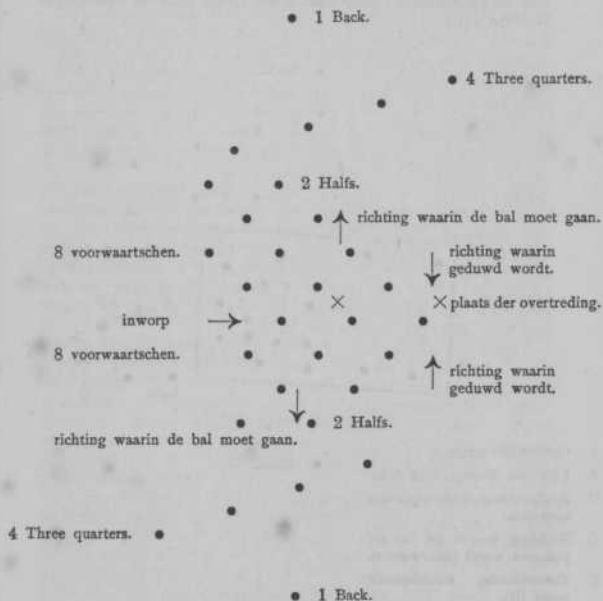 1 Back.
4 Three quarters.
2 Halfs.
richting waarin de bal moet gaan.
8 voorwaartschen.
richting waarin
geduwd wordt.
× plaats der overtreding.
inworp
8 voorwaartschen.
richting waarin
geduwd wordt.
2 Halfs.
richting waarin de bal moet gaan.
4 Three quarters.
1 Back.